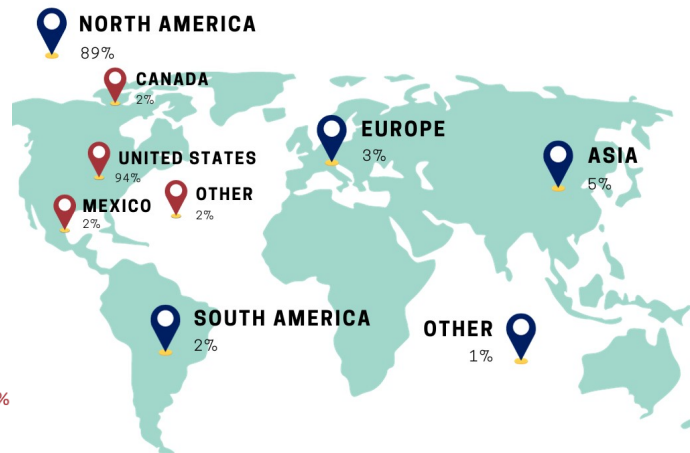 NORTH AMERICA
89%
CANADA
2%
UNITED STATES
94%
OTHER
2%
MEXICO
2%
EUROPE
3%
ASIA
5%
SOUTH AMERICA
2%
OTHER
1%
%